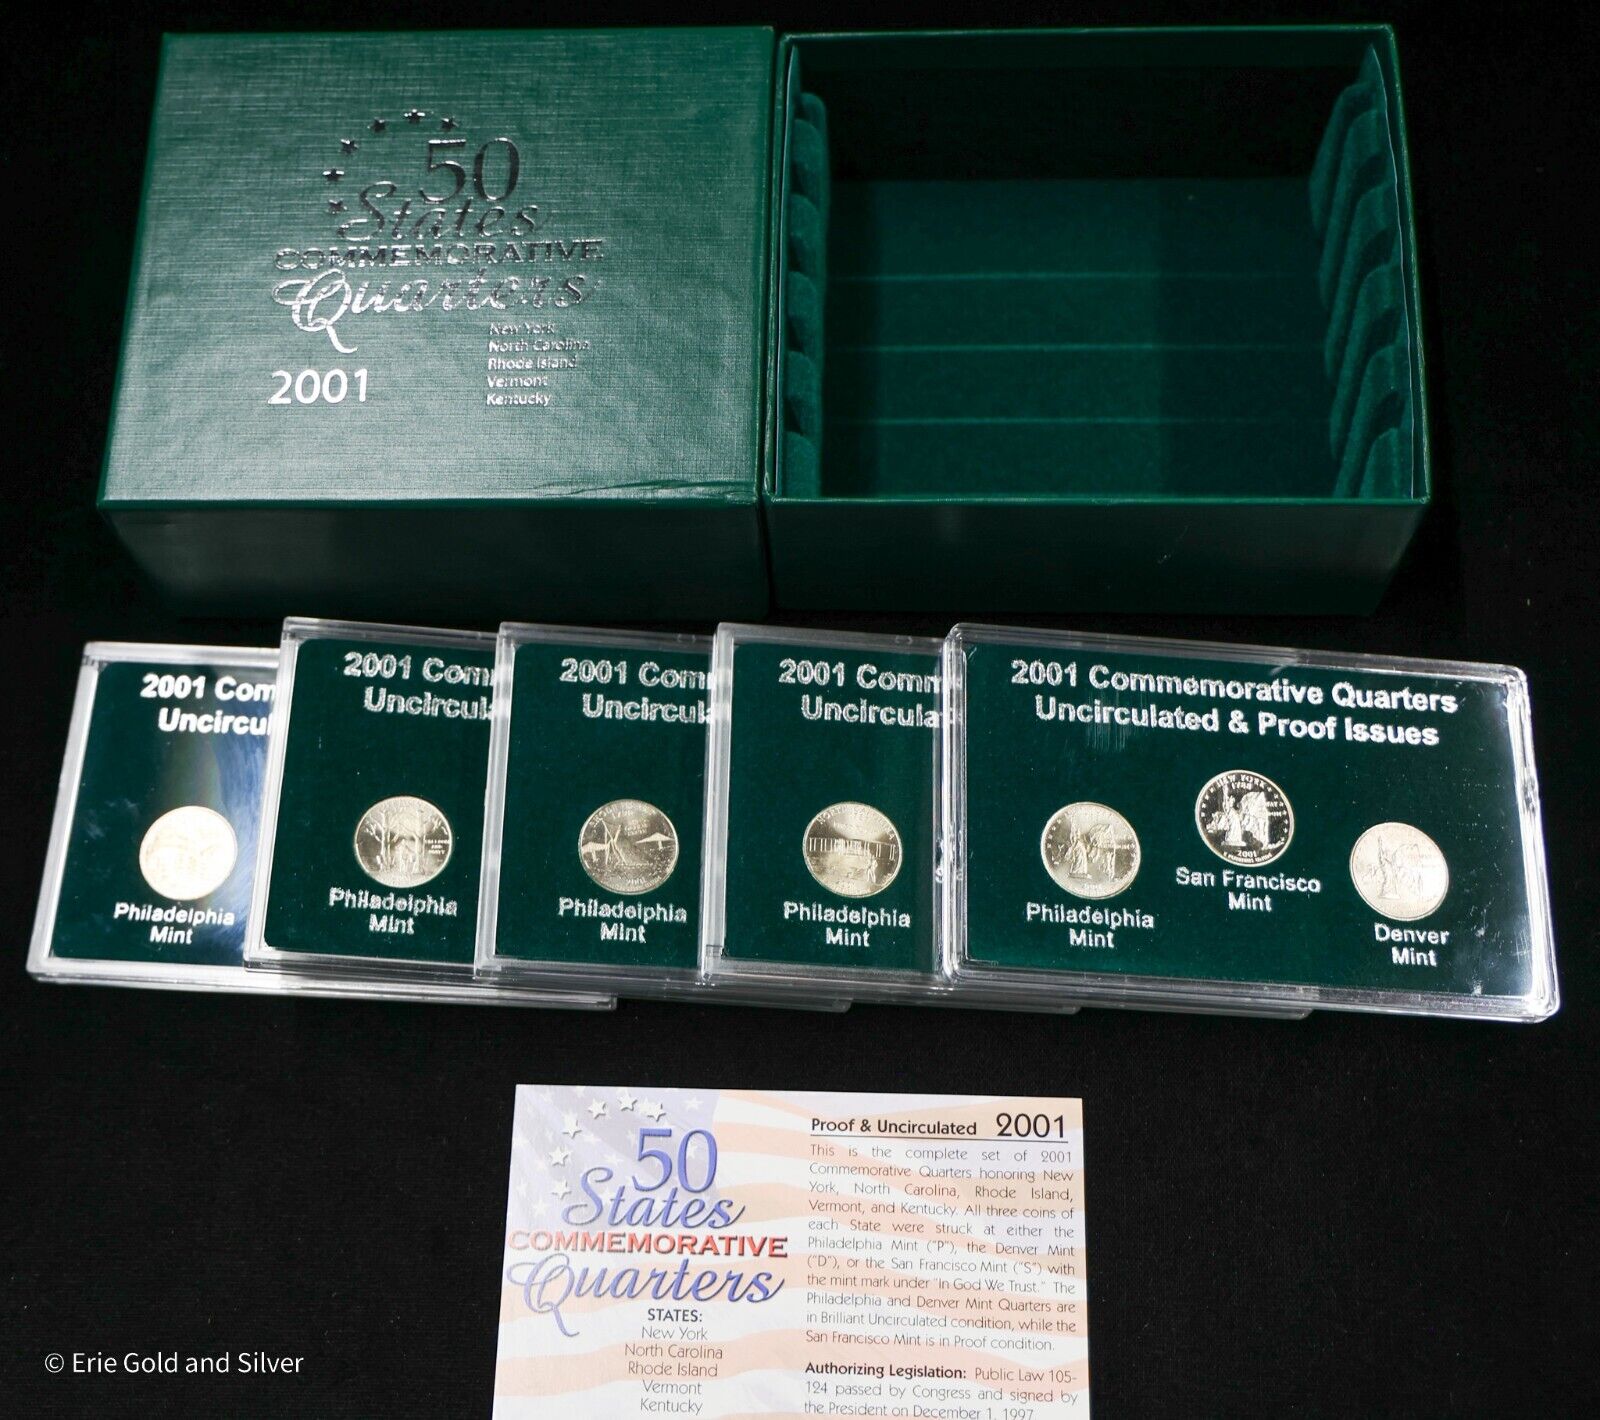 50
States
COMMEMORATIVE
Quarters
2001
New York
North Carolina
Rhode Island
Vermont
Kentucky
2001 Com
Uncircul
Philadelphia
Mint
2001 Com
Uncircula
Philadelphia
Mint
2001 Com
Uncircula
Philadelphia
Mint
2001 Comm
Uncirculat
Philadelphia
Mint
2001 Commemorative Quarters
Uncirculated & Proof Issues
Philadelphia
Mint
NEW YORK
1788
2001
San Francisco
Mint
Denver
Mint
50
States
COMMEMORATIVE
Quarters
STATES:
New York
North Carolina
Rhode Island
Vermont
Kentucky
Proof & Uncirculated 2001
This is the complete set of 2001
Commemorative Quarters honoring New
York, North Carolina, Rhode Island,
Vermont, and Kentucky. All three coins of
each State were struck at either the
Philadelphia Mint ("P"), the Denver Mint
("D"), or the San Francisco Mint ("S") with
the mint mark under "In God We Trust." The
Philadelphia and Denver Mint Quarters are
in Brilliant Uncirculated condition, while the
San Francisco Mint is in Proof condition.
Authorizing Legislation: Public Law 105-
124 passed by Congress and signed by
the President on December 1, 1997
© Erie Gold and Silver